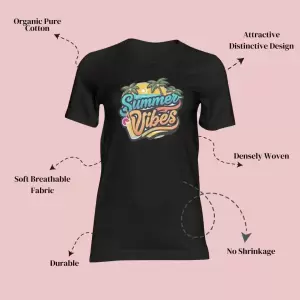 Organic Pure
Cotton
Attractive
Distinctive Design
Summer
Vibes
Densely Woven
Soft Breathable
Fabric
No Shrinkage
Durable